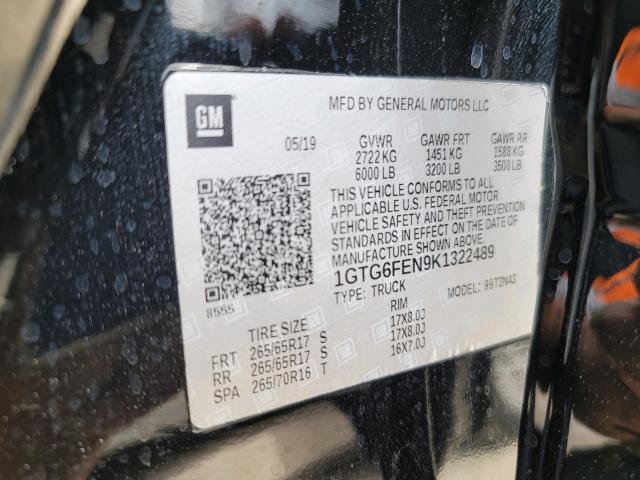 GM
MFD BY GENERAL MOTORS LLC
05/19 GVWR GAWR FRT GAWR RR
2722 KG 1451 KG 1588 KG
6000 LB 3200 LB 3500 LB
THIS VEHICLE CONFORMS TO ALL
APPLICABLE U.S. FEDERAL MOTOR
VEHICLE SAFETY AND THEFT PREVENTION
STANDARDS IN EFFECT ON THE DATE OF
MANUFACTURE SHOWN ABOVE.
1GTG6FEN9K1322489
TYPE: TRUCK MODEL: 99T2N43
8555
TIRE SIZE RIM
FRT 265/65R17 S 17X8.0J
RR 265/65R17 S 17X8.0J
SPA 265/70R16 T 16X7.0J